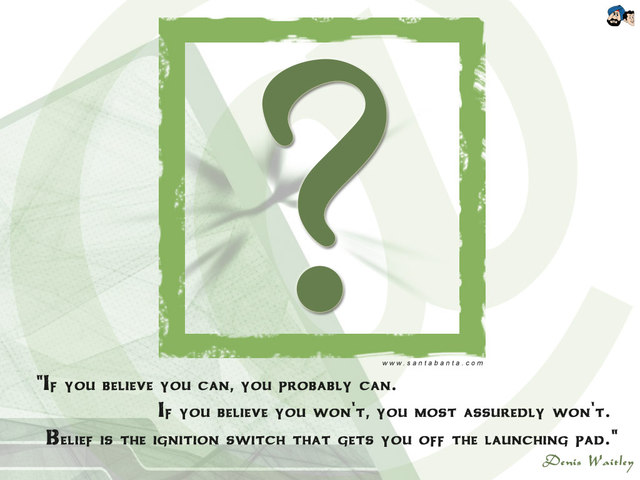 ?
www.santabanta.com
"If you believe you can, you probably can.
If you believe you won't, you most assuredly won't.
Belief is the ignition switch that gets you off the launching pad."
Denis Waitley